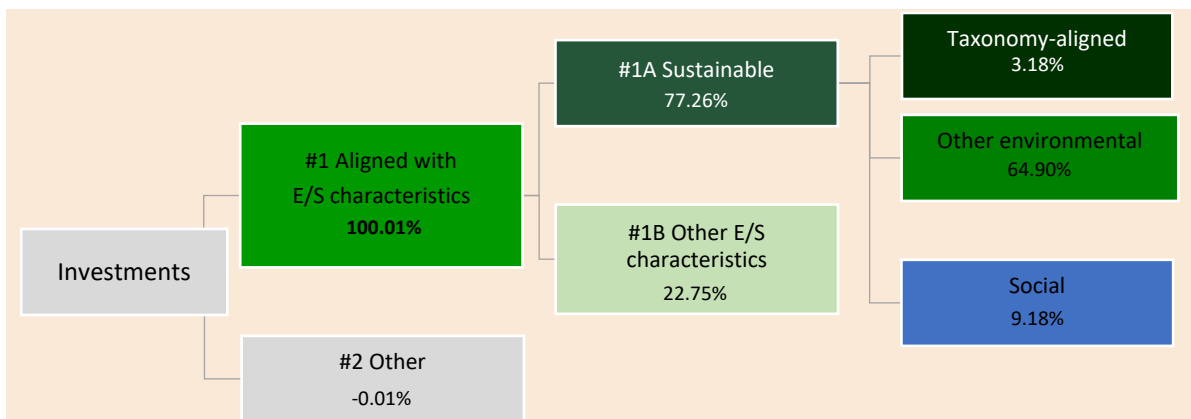 Investments
#1 Aligned with
E/S characteristics
100.01%
#2 Other
-0.01%
#1A Sustainable
77.26%
#1B Other E/S
characteristics
22.75%
Taxonomy-aligned
3.18%
Other environmental
64.90%
Social
9.18%